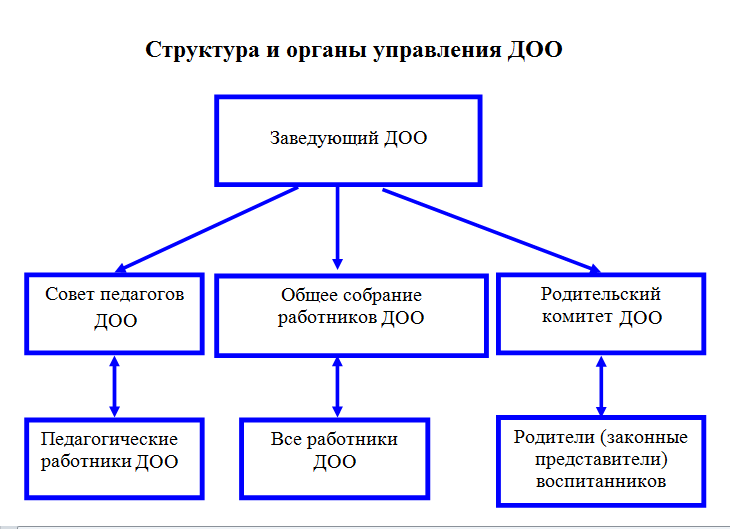 Структура и органы управления ДОО
Заведующий ДОО
Совет педагогов
ДОО
Общее собрание
работников ДОО
Родительский
комитет ДОО
Педагогические
работники ДОО
Все работники
ДОО
Родители (законные
представители)
воспитанников